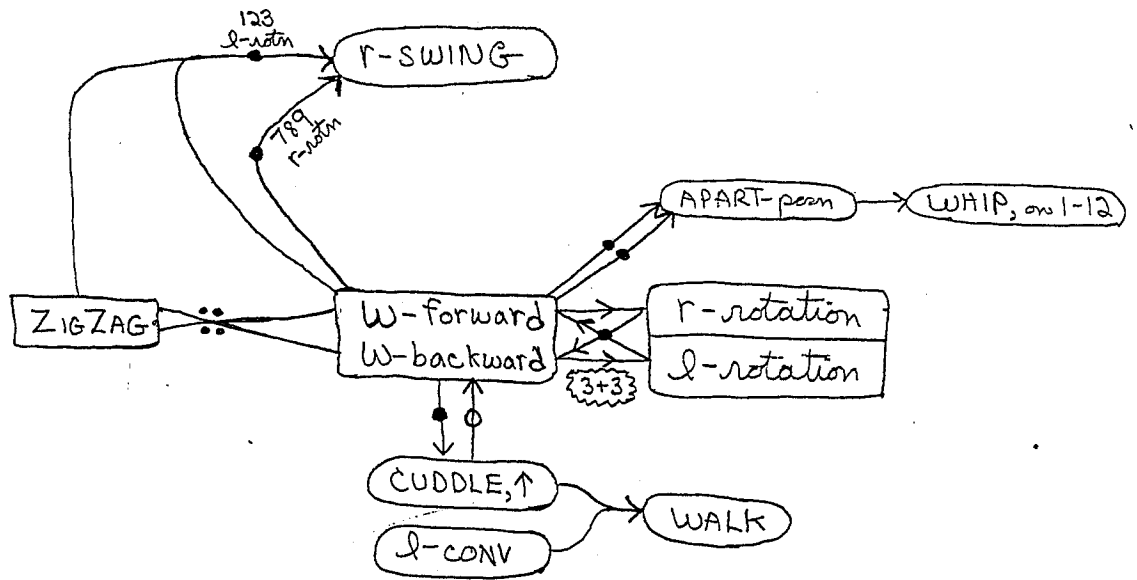 123
l-rotn
r-SWING
789
r-rotn
APART-posn
WHIP, on 1-12
ZIGZAG
W-forward
W-backward
r-rotation
l-rotation
3+3
CUDDLE, ↑
l-CONV
WALK